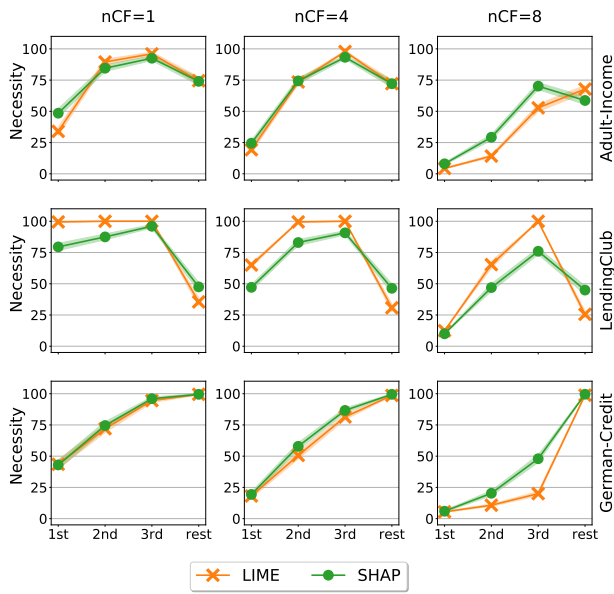 nCF=1 nCF=4 nCF=8
100
75
50
25
0
Necessity
Adult-Income
100
75
50
25
0
Necessity
LendingClub
100
75
50
25
0
Necessity
German-Credit
1st 2nd 3rd rest 1st 2nd 3rd rest 1st 2nd 3rd rest
LIME SHAP